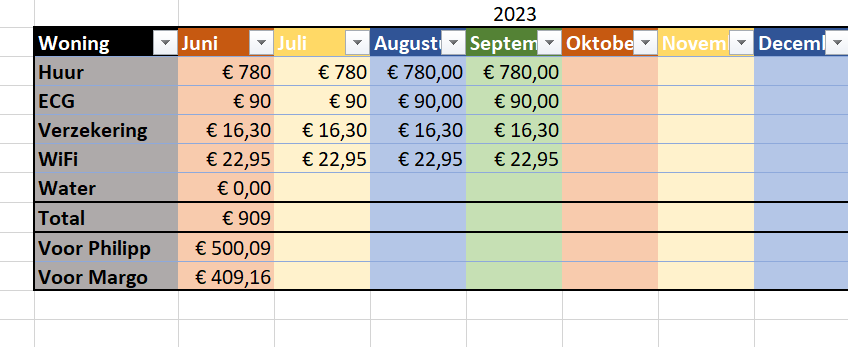 2023
Woning Juni Juli Augustu Septem Oktobe Novem Decem
Huur € 780 € 780 € 780,00 € 780,00
ECG € 90 € 90 € 90,00 € 90,00
Verzekering € 16,30 € 16,30 € 16,30 € 16,30
WiFi € 22,95 € 22,95 € 22,95 € 22,95
Water € 0,00
Total € 909
Voor Philipp € 500,09
Voor Margo € 409,16